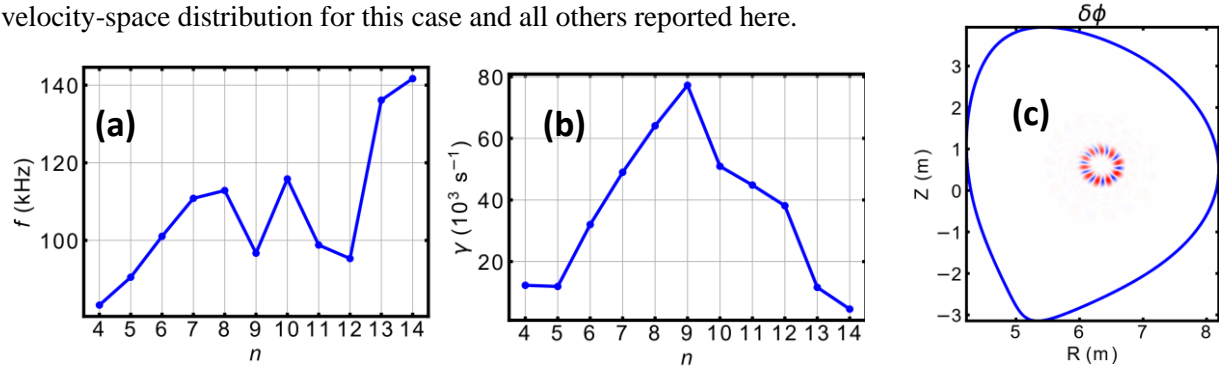 velocity-space distribution for this case and all others reported here.
(a)
f (kHz)
140
120
100
4 5 6 7 8 9 10 11 12 13 14
n
(b)
γ (10³ s⁻¹)
80
60
40
20
4 5 6 7 8 9 10 11 12 13 14
n
δϕ
(c)
Z (m)
3
2
1
0
−1
−2
−3
5 6 7 8
R (m)